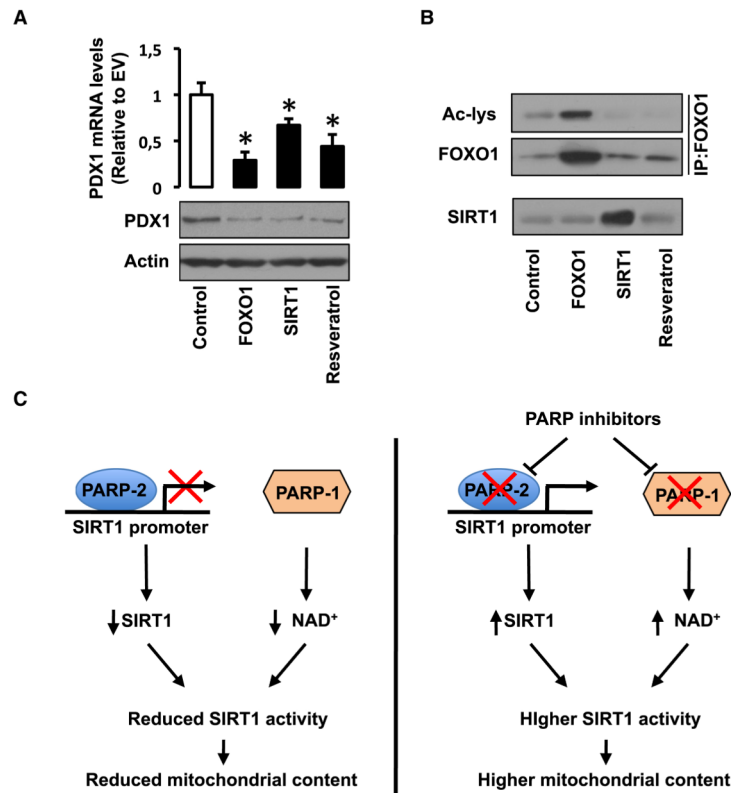 A
PDX1 mRNA levels
(Relative to EV)
1,5
1
0,5
0
*
*
*
PDX1
Actin
Control
FOXO1
SIRT1
Resveratrol
B
Ac-lys
FOXO1
IP:FOXO1
SIRT1
Control
FOXO1
SIRT1
Resveratrol
C
PARP-2
SIRT1 promoter
PARP-1
SIRT1
NAD+
Reduced SIRT1 activity
Reduced mitochondrial content
PARP inhibitors
PARP-2
SIRT1 promoter
PARP-1
SIRT1
NAD+
HIgher SIRT1 activity
Higher mitochondrial content